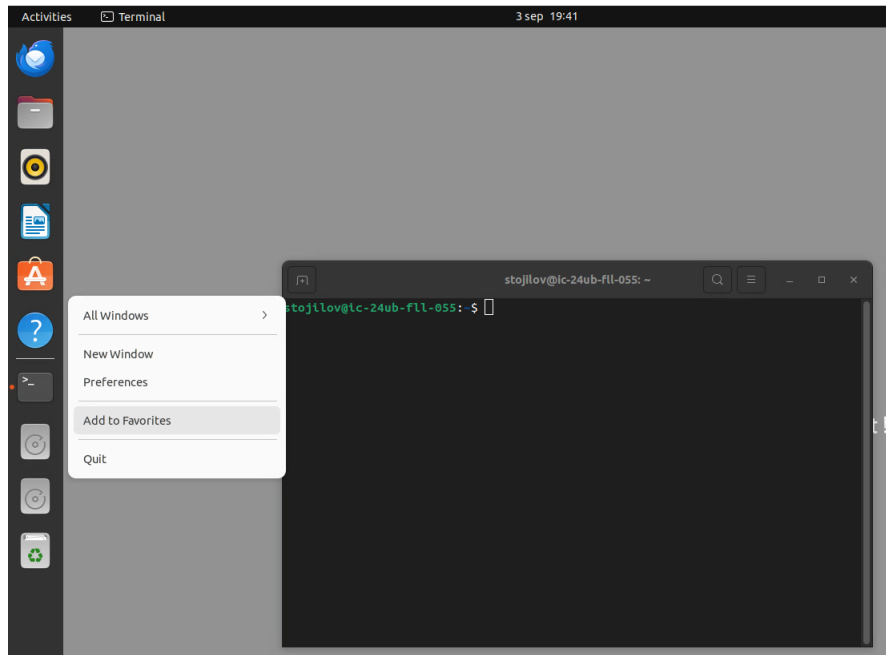 Activities Terminal 3 sep 19:41
stojilov@ic-24ub-fll-055: ~
stojilov@ic-24ub-fll-055:~$
All Windows
New Window
Preferences
Add to Favorites
Quit
t!